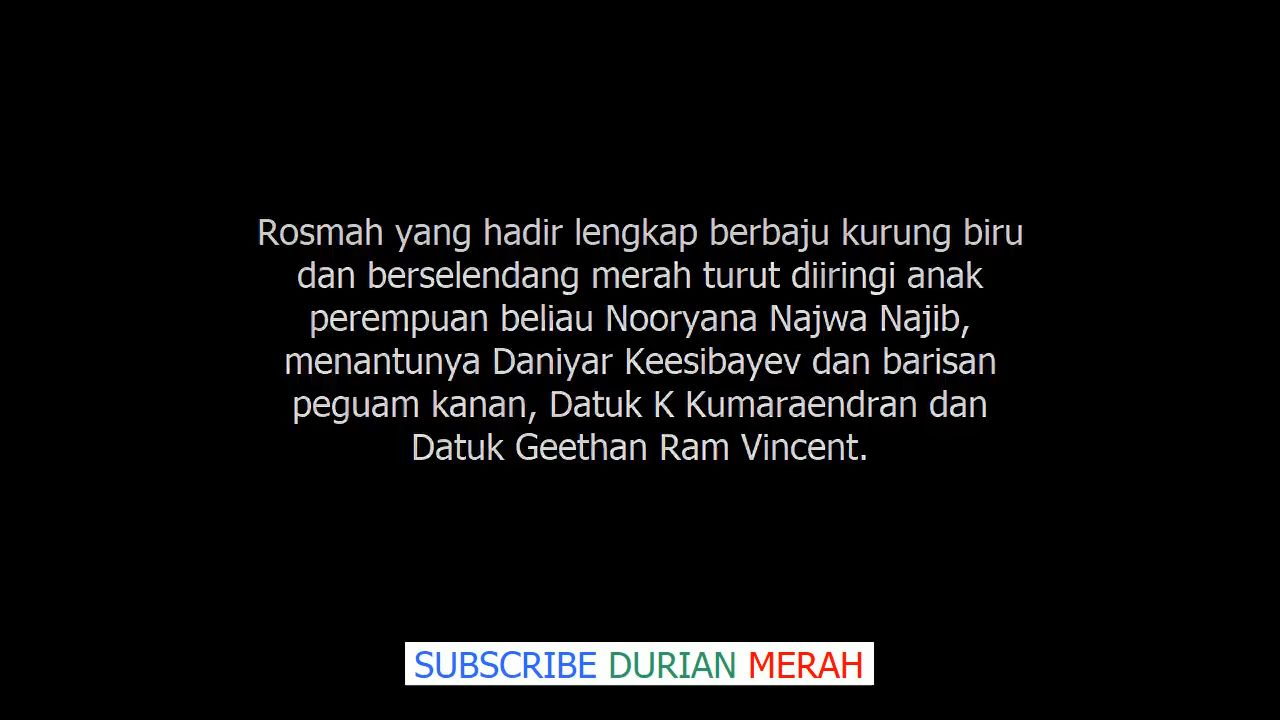 Rosmah yang hadir lengkap berbaju kurung biru
dan berselendang merah turut diiringi anak
perempuan beliau Nooryana Najwa Najib,
menantunya Daniyar Keesibayev dan barisan
peguam kanan, Datuk K Kumaraendran dan
Datuk Geethan Ram Vincent.
SUBSCRIBE DURIAN MERAH